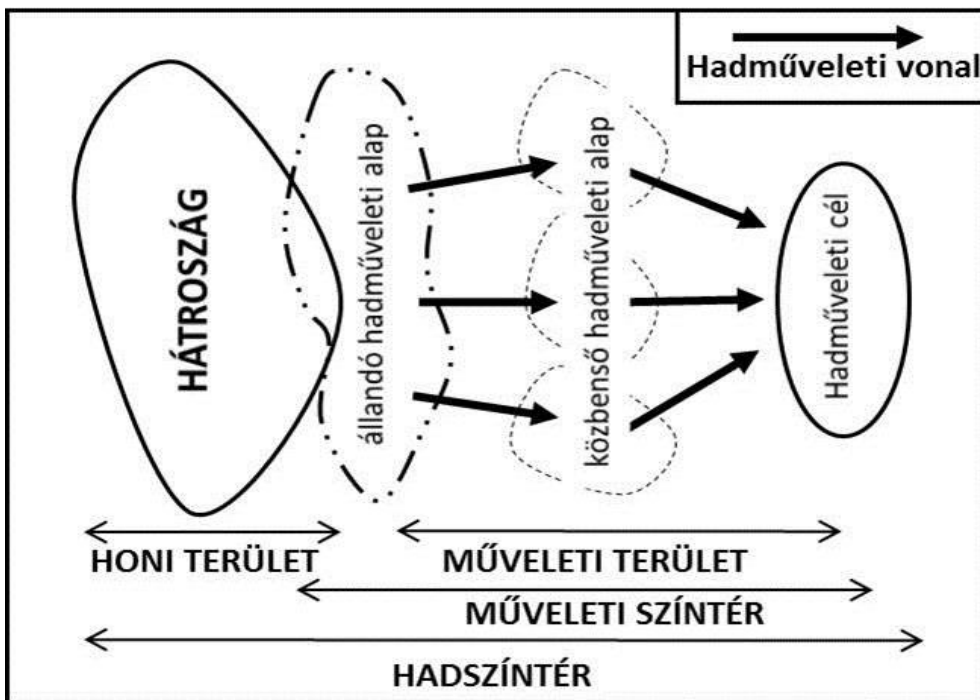 Hadműveleti vonal
HÁTROSZÁG
állandó hadműveleti alap
közbenső hadműveleti alap
Hadműveleti cél
HONI TERÜLET
MŰVELETI TERÜLET
MŰVELETI SZÍNTÉR
HADSZÍNTÉR